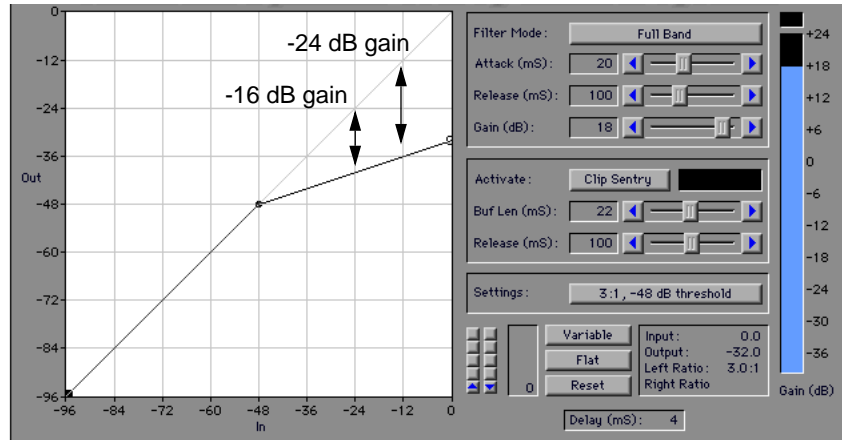 0
-12
-24
-36
Out
-48
-60
-72
-84
-96
-96 -84 -72 -60 -48 -36 -24 -12 0
In
-24 dB gain
-16 dB gain
Filter Mode: Full Band
Attack (mS): 20
Release (mS): 100
Gain (dB): 18
Activate: Clip Sentry
Buf Len (mS): 22
Release (mS): 100
Settings: 3:1, -48 dB threshold
0
Variable
Flat
Reset
Input: 0.0
Output: -32.0
Left Ratio: 3.0:1
Right Ratio
Delay (mS): 4
+24
+18
+12
+6
0
-6
-12
-18
-24
-30
-36
Gain (dB)